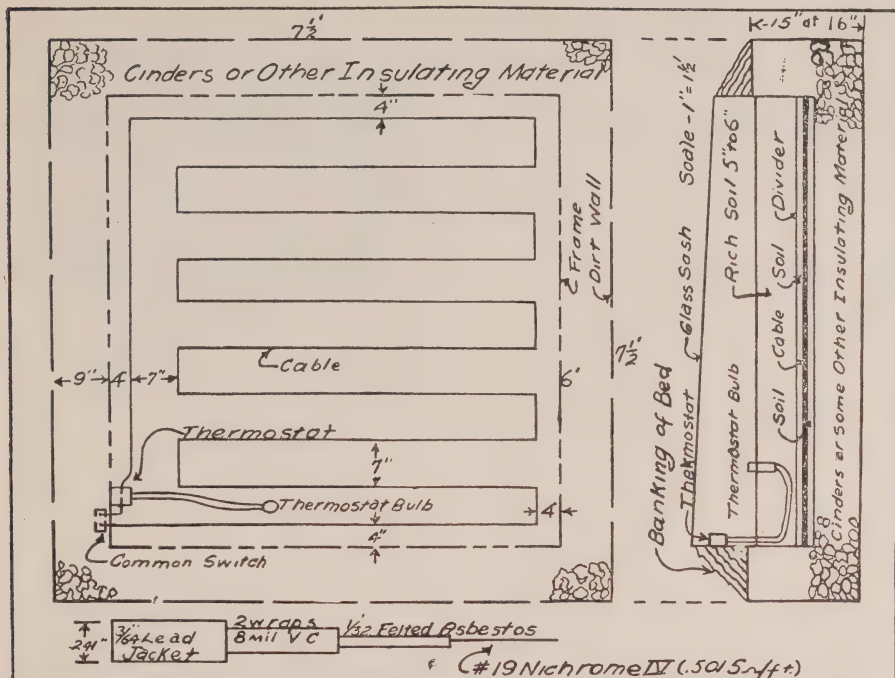 7½'
Cinders or Other Insulating Material
4"
Frame
Dirt Wall
Cable
9"
4"
7"
6'
7½'
Thermostat
7"
Thermostat Bulb
4"
4"
Common Switch
.241"
3/64" Lead
Jacket
2 wraps
8 mil V C
1/32 Felted Asbestos
#19 Nichrome IV (.5015 ~/ft.)
15" at 16"
Scale - 1" = 1½'
Glass Sash
Thermostat
Banking of Bed
Rich Soil 5" to 6"
Thermostat Bulb
Divider
Soil
Cable
Soil
Cinders or Some Other Insulating Material